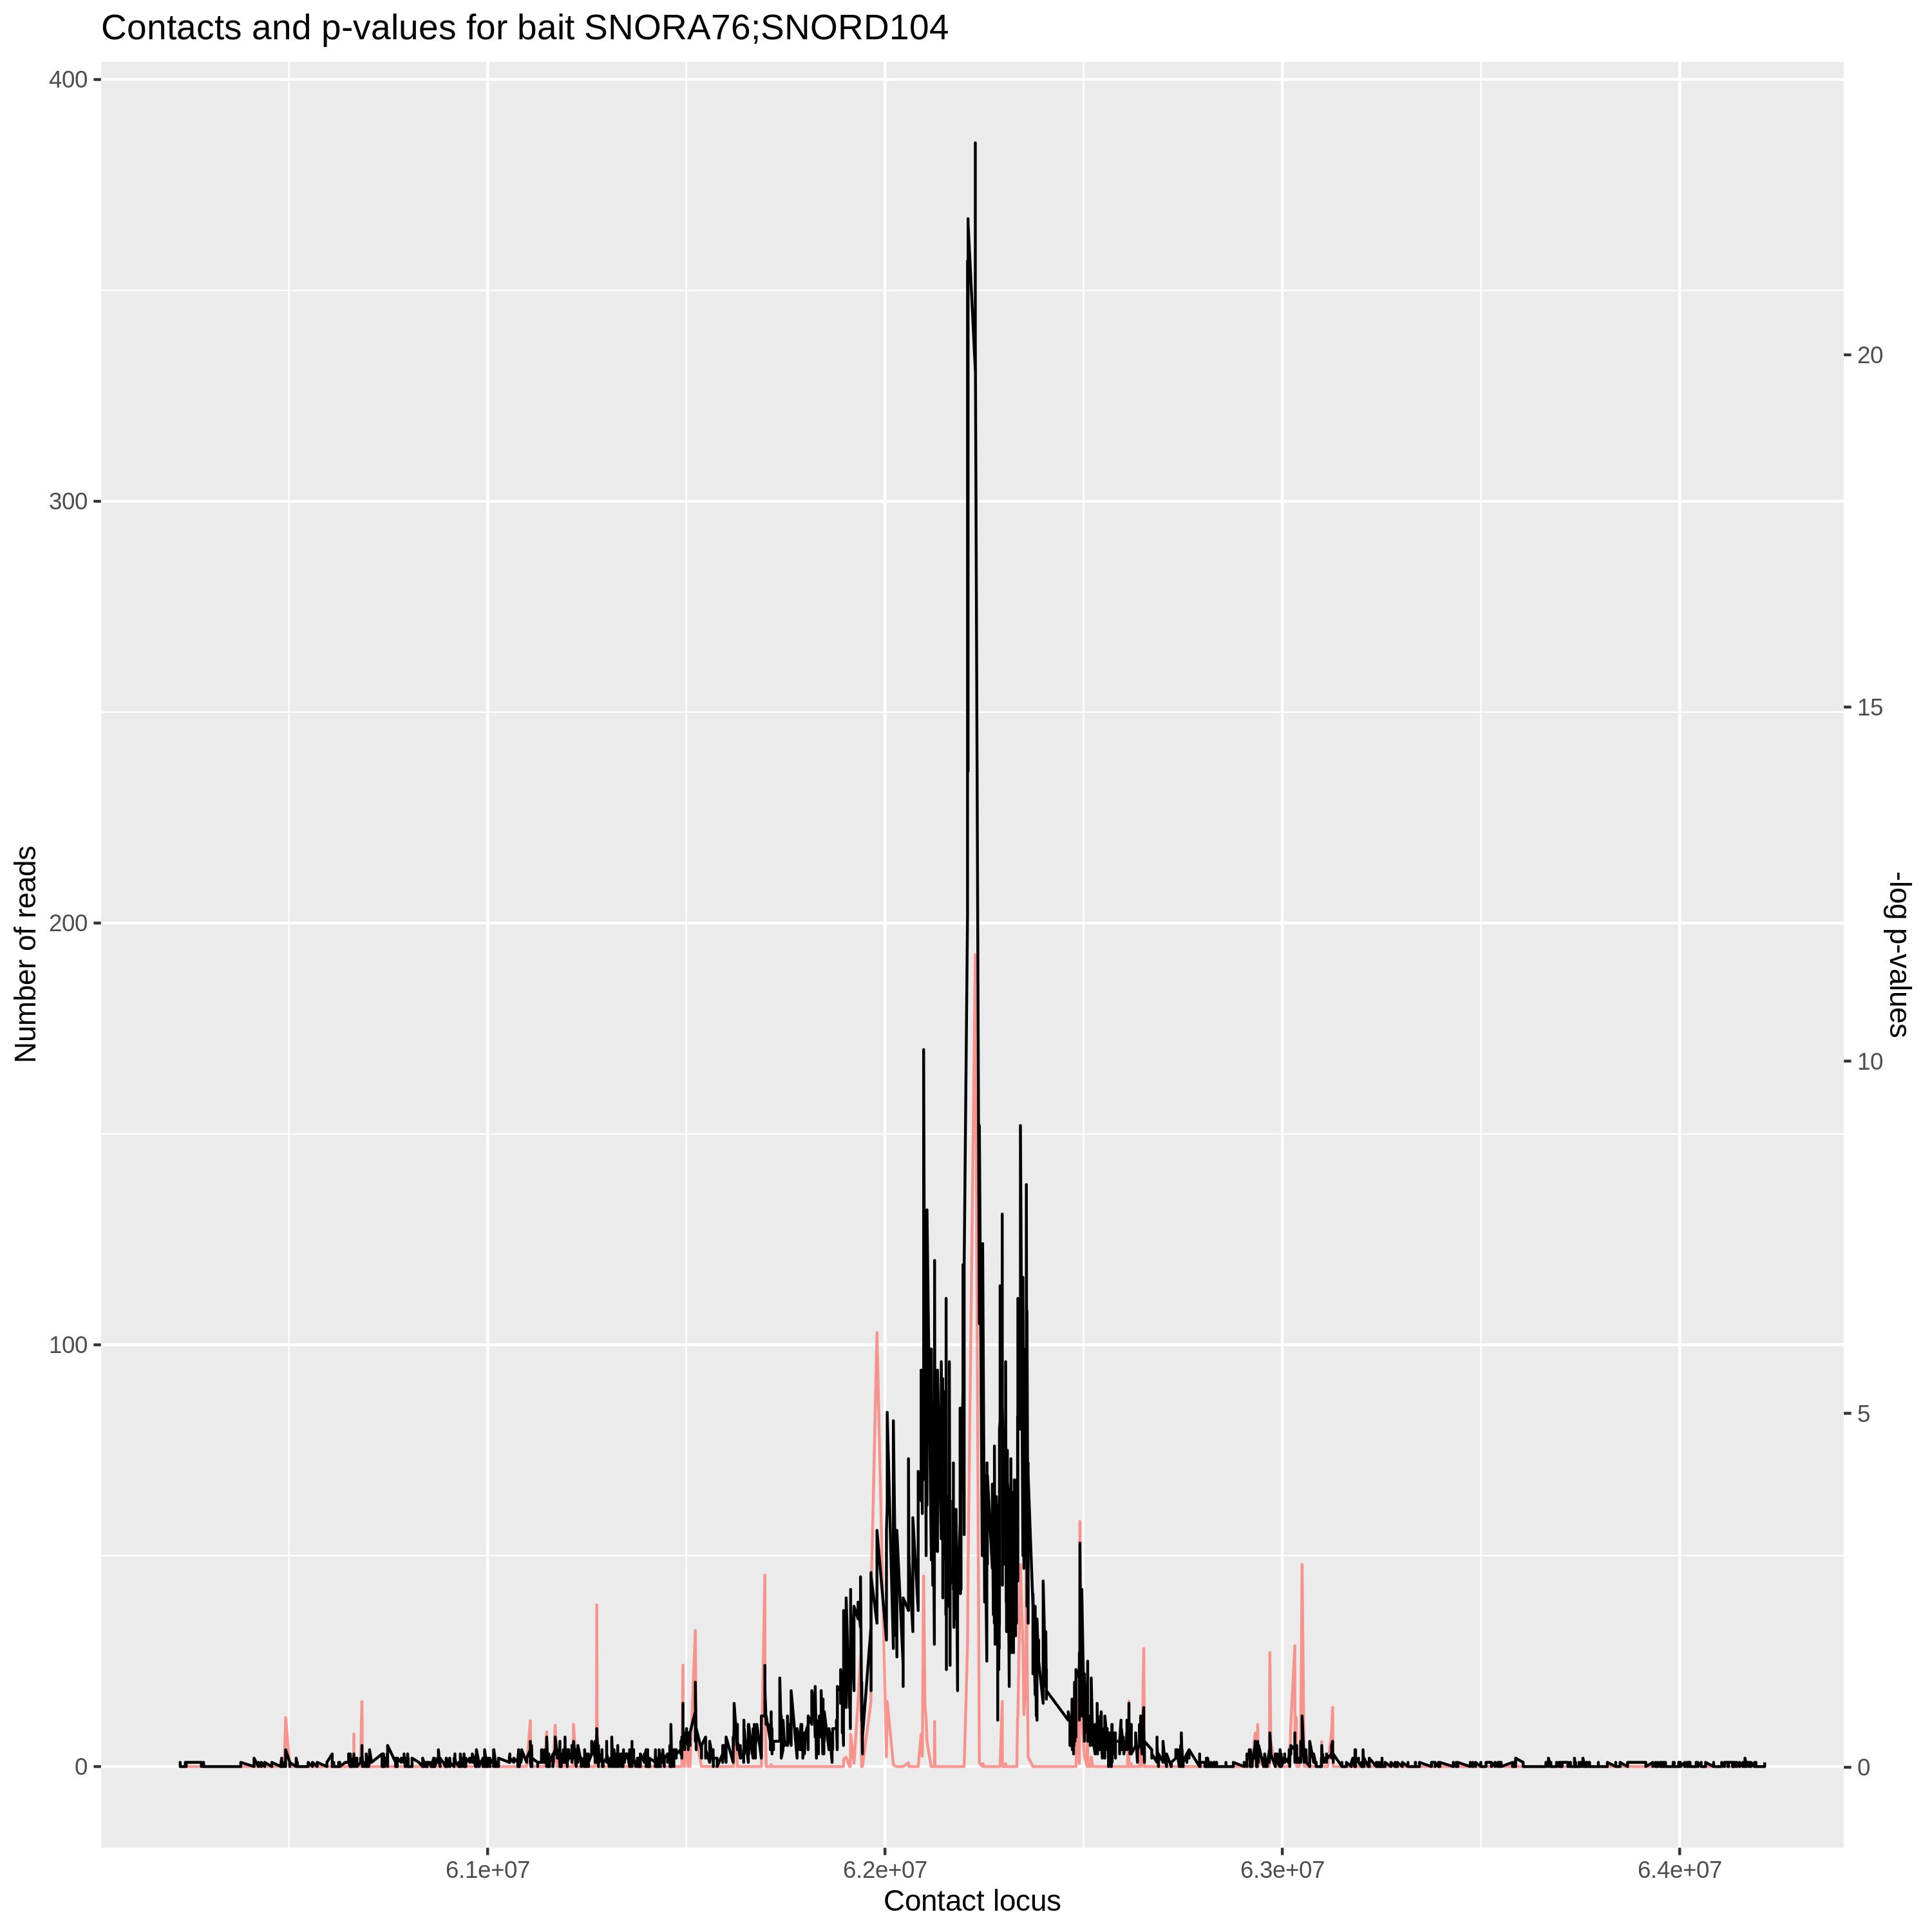 Contacts and p-values for bait SNORA76;SNORD104
400
300
200
100
0
Number of reads
20
15
10
5
0
-log p-values
6.1e+07
6.2e+07
6.3e+07
6.4e+07
Contact locus